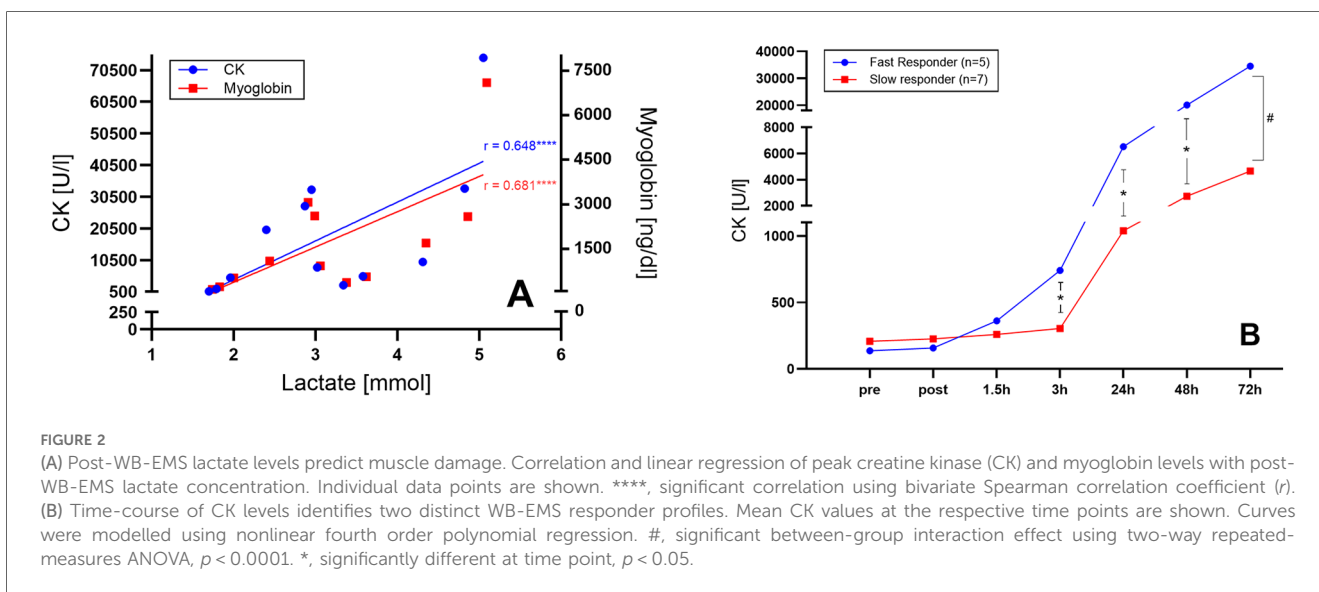 CK
Myoglobin
70500
60500
50500
40500
30500
20500
10500
500
250
0
CK [U/l]
7500
6000
4500
3000
1500
0
Myoglobin [ng/dl]
r = 0.648****
r = 0.681****
A
1 2 3 4 5 6
Lactate [mmol]
Fast Responder (n=5)
Slow responder (n=7)
40000
30000
20000
8000
6000
4000
2000
1000
500
0
CK [U/l]
*
*
*
#
B
pre post 1.5h 3h 24h 48h 72h
FIGURE 2
(A) Post-WB-EMS lactate levels predict muscle damage. Correlation and linear regression of peak creatine kinase (CK) and myoglobin levels with post-
WB-EMS lactate concentration. Individual data points are shown. ****, significant correlation using bivariate Spearman correlation coefficient (r).
(B) Time-course of CK levels identifies two distinct WB-EMS responder profiles. Mean CK values at the respective time points are shown. Curves
were modelled using nonlinear fourth order polynomial regression. #, significant between-group interaction effect using two-way repeated-
measures ANOVA, p < 0.0001. *, significantly different at time point, p < 0.05.